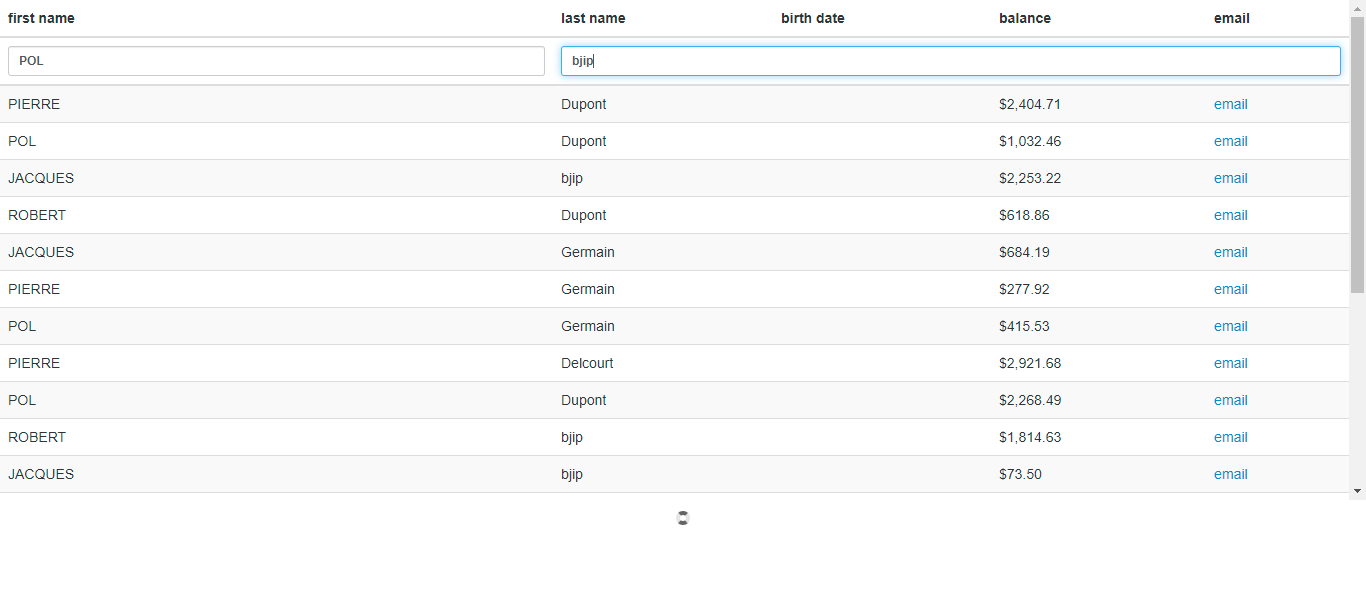 first name last name birth date balance email
POL bjip
PIERRE Dupont $2,404.71 email
POL Dupont $1,032.46 email
JACQUES bjip $2,253.22 email
ROBERT Dupont $618.86 email
JACQUES Germain $684.19 email
PIERRE Germain $277.92 email
POL Germain $415.53 email
PIERRE Delcourt $2,921.68 email
POL Dupont $2,268.49 email
ROBERT bjip $1,814.63 email
JACQUES bjip $73.50 email